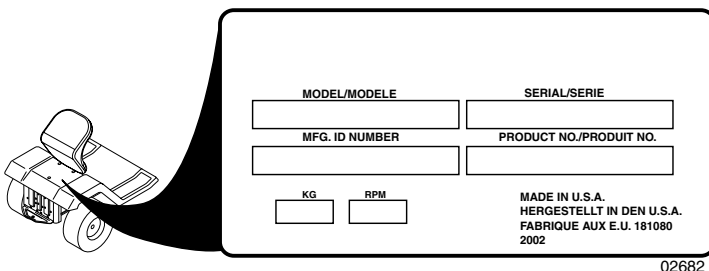 MODEL/MODELE SERIAL/SERIE
MFG. ID NUMBER PRODUCT NO./PRODUIT NO.
KG RPM
MADE IN U.S.A.
HERGESTELLT IN DEN U.S.A.
FABRIQUE AUX E.U. 181080
2002
02682